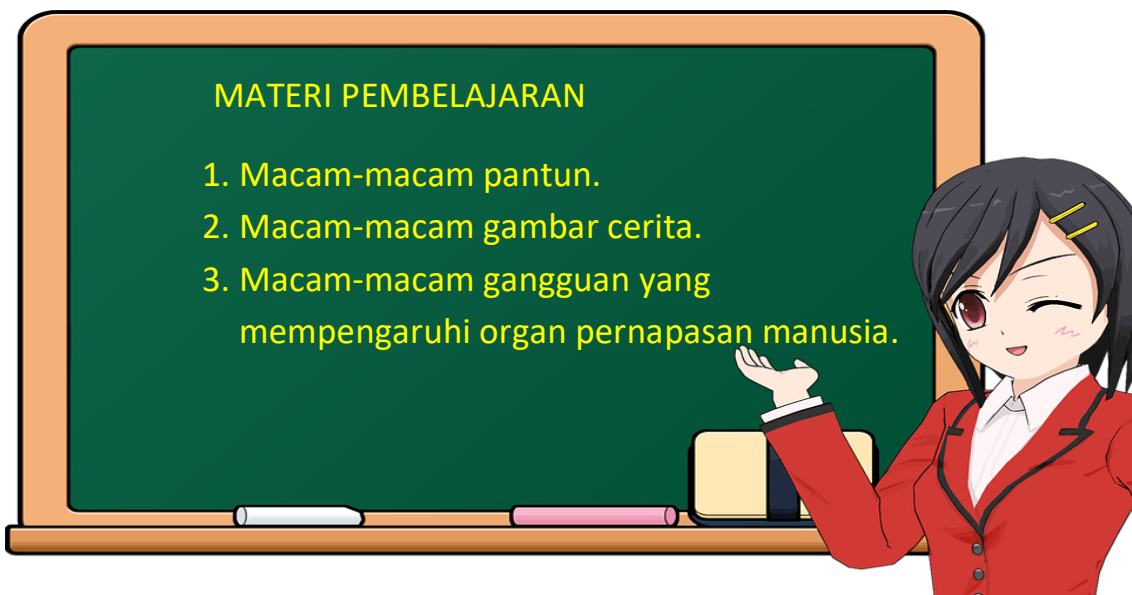 MATERI PEMBELAJARAN
1. Macam-macam pantun.
2. Macam-macam gambar cerita.
3. Macam-macam gangguan yang
mempengaruhi organ pernapasan manusia.